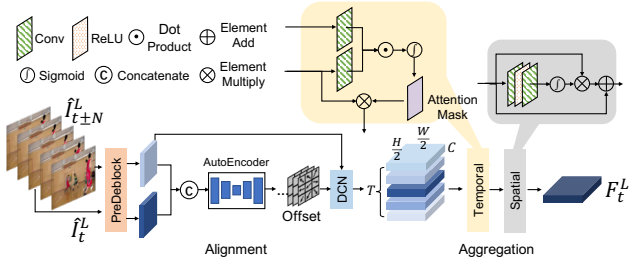 Conv
ReLU
Dot
Product
Element
Add
Sigmoid
C
Concatenate
Element
Multiply
Attention
Mask
Î^L_{t±N}
Î^L_t
PreDeblock
C
AutoEncoder
......
Offset
DCN
H/2
W/2
C
T
Temporal
Spatial
F^L_t
Alignment
Aggregation